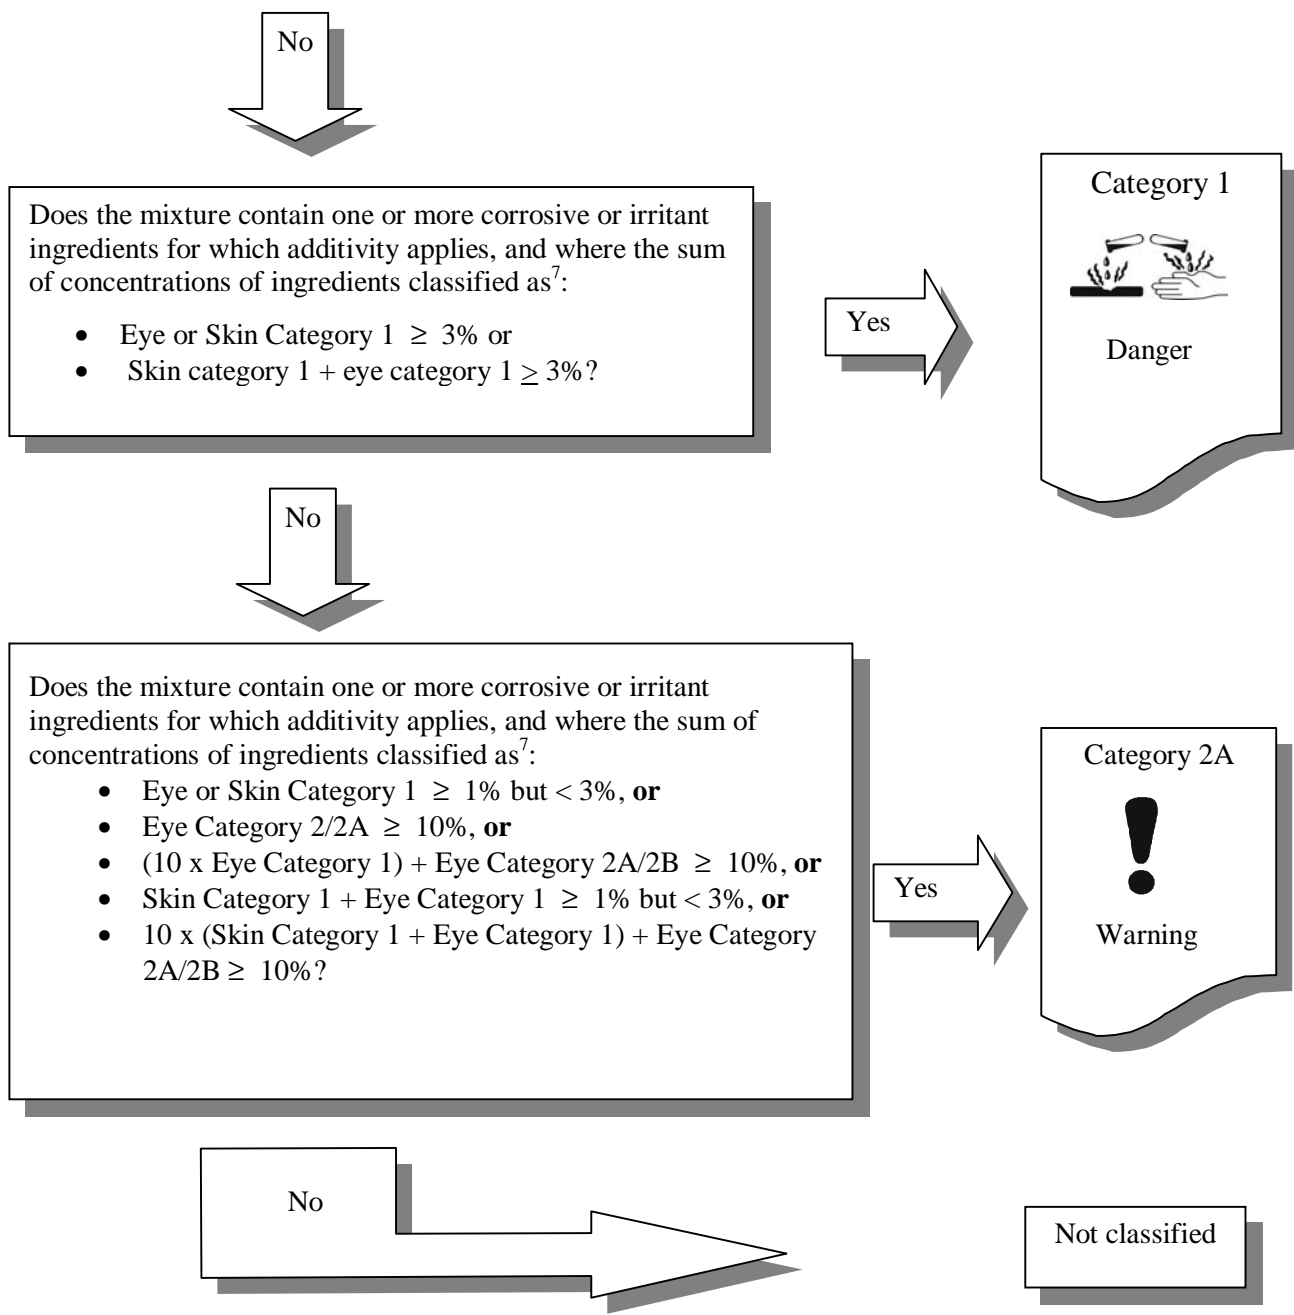 No
Does the mixture contain one or more corrosive or irritant
ingredients for which additivity applies, and where the sum
of concentrations of ingredients classified as⁷:
• Eye or Skin Category 1 ≥ 3% or
• Skin category 1 + eye category 1 ≥ 3%?
Yes
Category 1
Danger
No
Does the mixture contain one or more corrosive or irritant
ingredients for which additivity applies, and where the sum of
concentrations of ingredients classified as⁷:
• Eye or Skin Category 1 ≥ 1% but < 3%, or
• Eye Category 2/2A ≥ 10%, or
• (10 x Eye Category 1) + Eye Category 2A/2B ≥ 10%, or
• Skin Category 1 + Eye Category 1 ≥ 1% but < 3%, or
• 10 x (Skin Category 1 + Eye Category 1) + Eye Category
2A/2B ≥ 10%?
Yes
Category 2A
Warning
No
Not classified